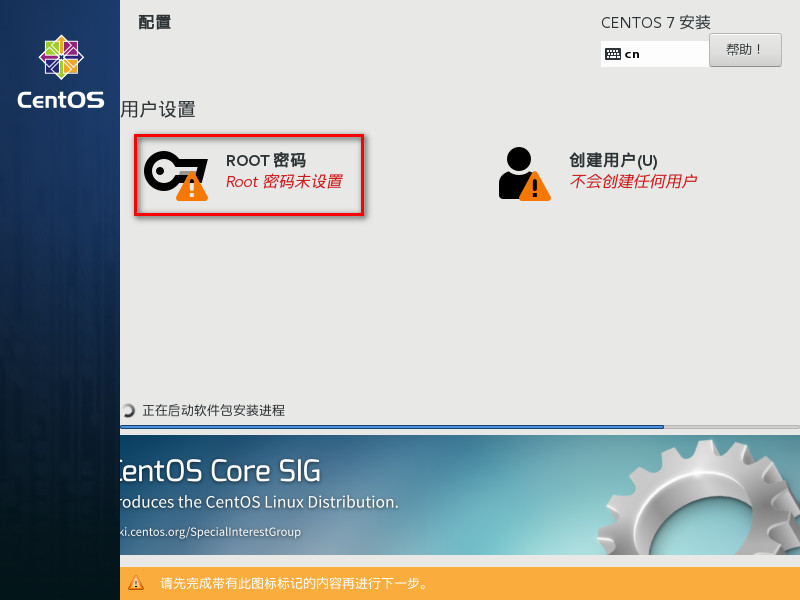 配置
CENTOS 7 安装
cn
帮助！
CentOS
用户设置
ROOT 密码
Root 密码未设置
创建用户(U)
不会创建任何用户
正在启动软件包安装进程
CentOS Core SIG
roduces the CentOS Linux Distribution.
ki.centos.org/SpecialInterestGroup
请先完成带有此图标标记的内容再进行下一步。